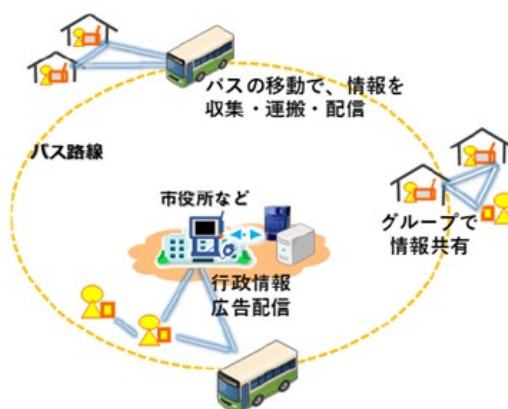 バスの移動で、情報を
収集・運搬・配信
バス路線
市役所など
グループで
情報共有
行政情報
広告配信